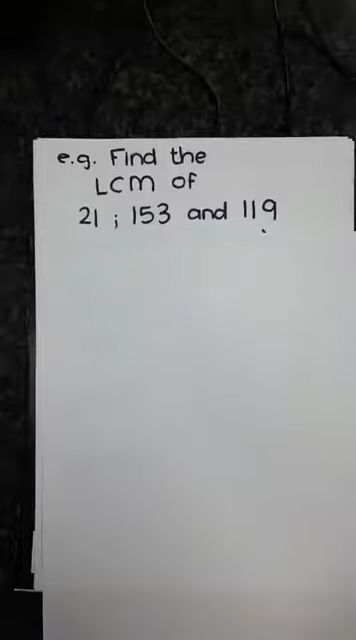 e.g. Find the
LCM of
21 ; 153 and 119